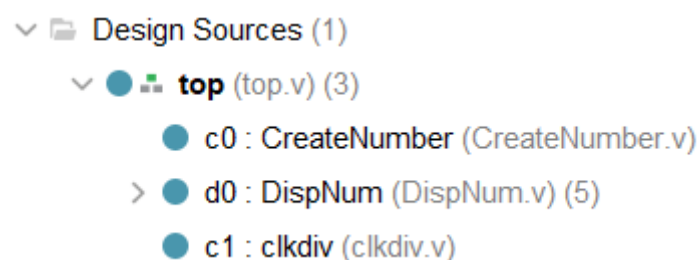 Design Sources (1)
top (top.v) (3)
c0 : CreateNumber (CreateNumber.v)
d0 : DispNum (DispNum.v) (5)
c1 : clkdiv (clkdiv.v)